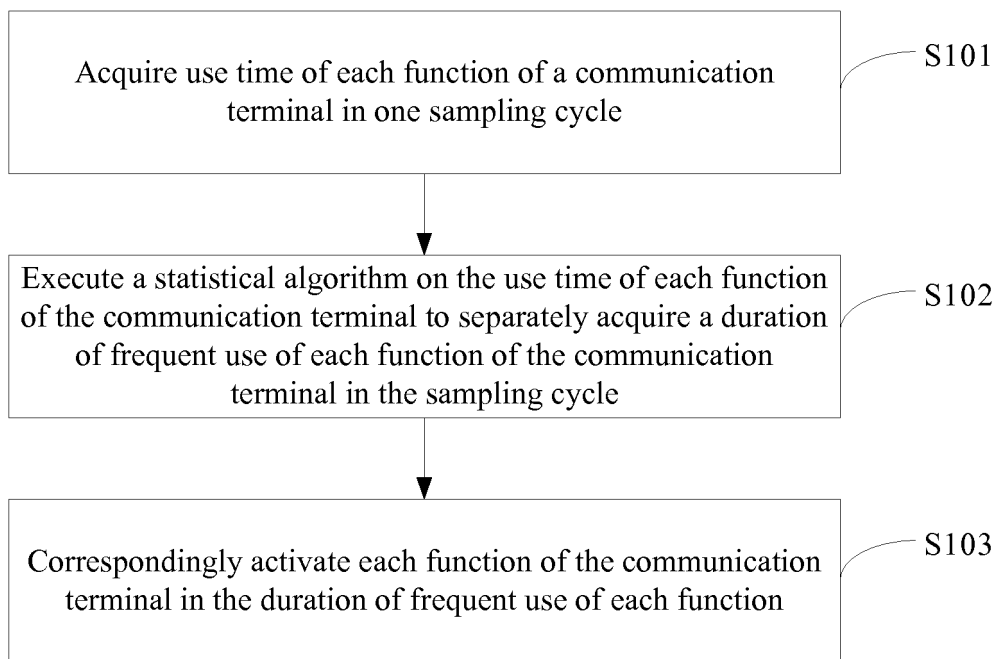 Acquire use time of each function of a communication
terminal in one sampling cycle
S101
Execute a statistical algorithm on the use time of each function
of the communication terminal to separately acquire a duration
of frequent use of each function of the communication
terminal in the sampling cycle
S102
Correspondingly activate each function of the communication
terminal in the duration of frequent use of each function
S103